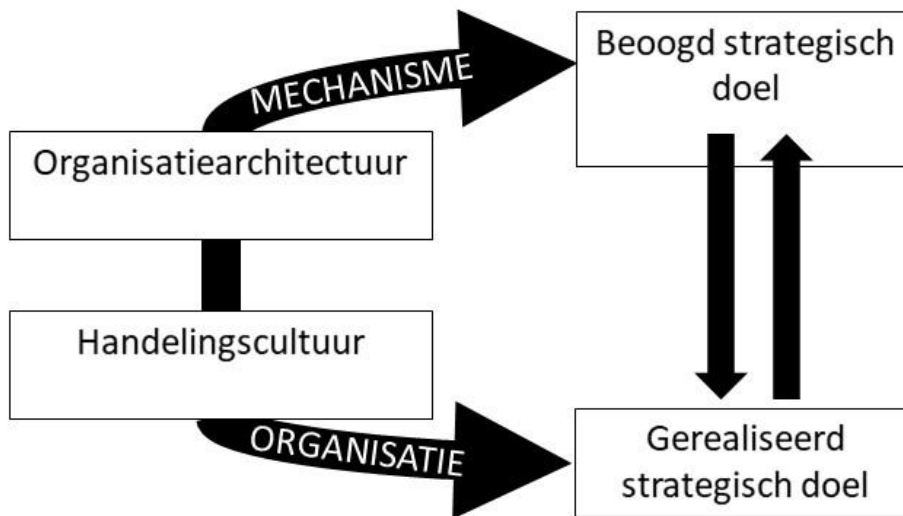 MECHANISME
Beoogd strategisch
doel
Organisatiearchitectuur
Handelingscultuur
ORGANISATIE
Gerealiseerd
strategisch doel